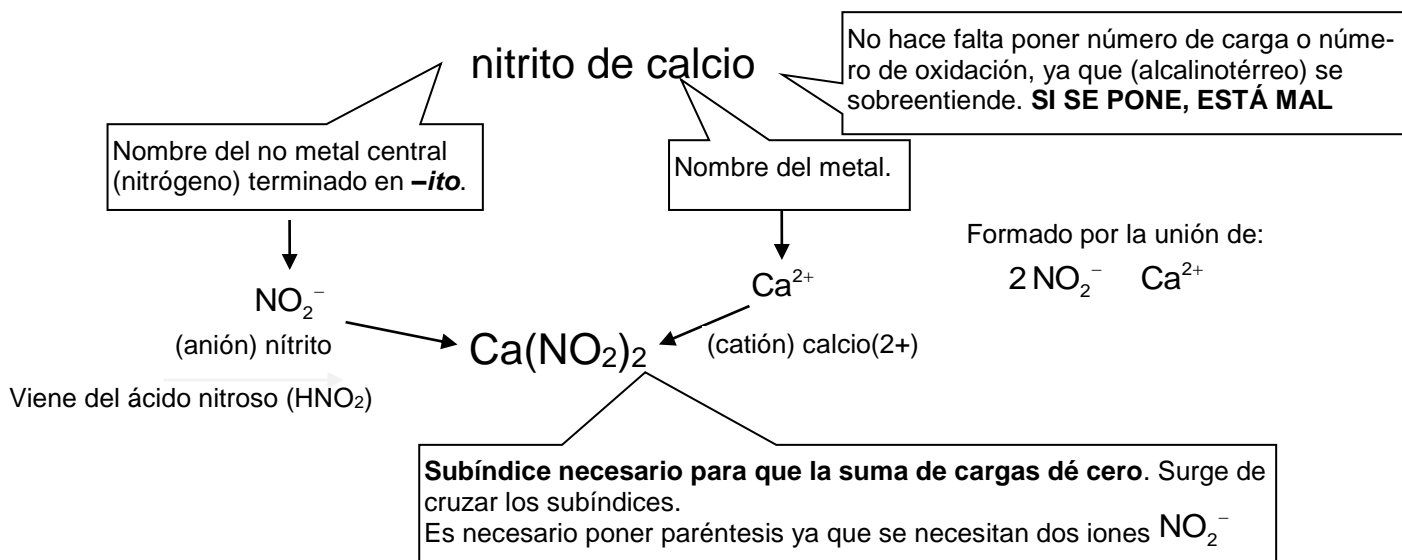 nitrito de calcio
No hace falta poner número de carga o núme-
ro de oxidación, ya que (alcalinotérreo) se
sobreentiende. SI SE PONE, ESTÁ MAL
Nombre del no metal central
(nitrógeno) terminado en –ito.
Nombre del metal.
Formado por la unión de:
2 NO₂⁻ Ca²⁺
NO₂⁻
Ca²⁺
(anión) nítrito
Ca(NO₂)₂
(catión) calcio(2+)
Viene del ácido nitroso (HNO₂)
Subíndice necesario para que la suma de cargas dé cero. Surge de
cruzar los subíndices.
Es necesario poner paréntesis ya que se necesitan dos iones NO₂⁻